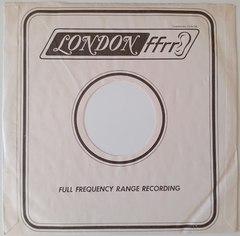 LONDON ffrr
FULL FREQUENCY RANGE RECORDING